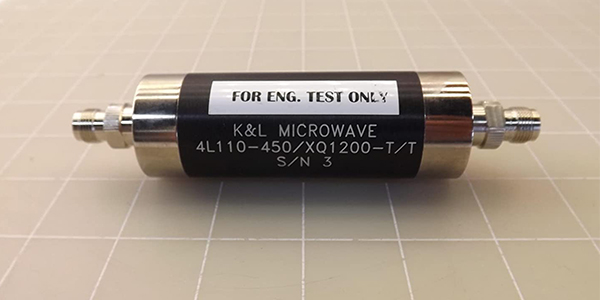 FOR ENG. TEST ONLY
K&L MICROWAVE
4L110-450/XQ1200-T/T
S/N 3